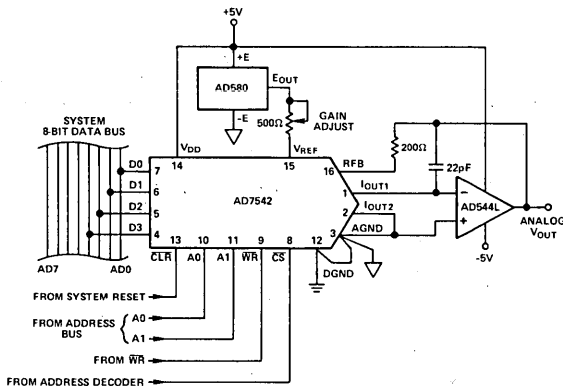 +5V
+E
EOUT
AD580
-E
500Ω
GAIN
ADJUST
SYSTEM
8-BIT DATA BUS
200Ω
22pF
VDD
VREF
RFB
D0
D1
D2
D3
7
6
5
4
14
15
16
1
2
3
AD7542
IOUT1
IOUT2
AGND
AD544L
-
+
ANALOG
VOUT
-5V
13
10
11
9
8
12
AD7
AD0
CLR
A0
A1
WR
CS
DGND
FROM SYSTEM RESET
FROM ADDRESS
BUS
A0
A1
FROM WR
FROM ADDRESS DECODER